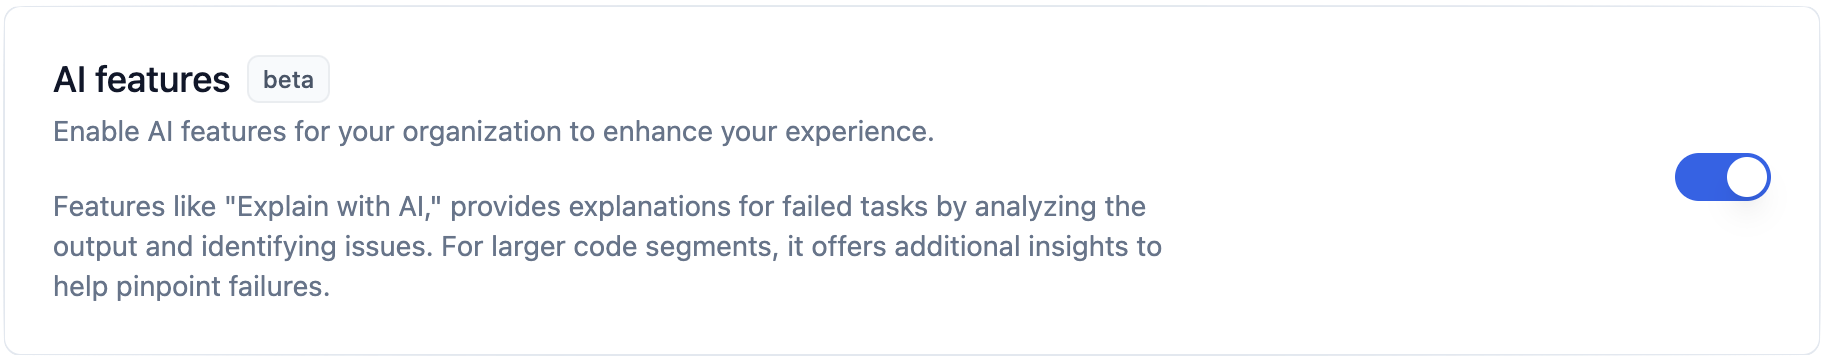 AI features beta
Enable AI features for your organization to enhance your experience.
Features like "Explain with AI," provides explanations for failed tasks by analyzing the
output and identifying issues. For larger code segments, it offers additional insights to
help pinpoint failures.